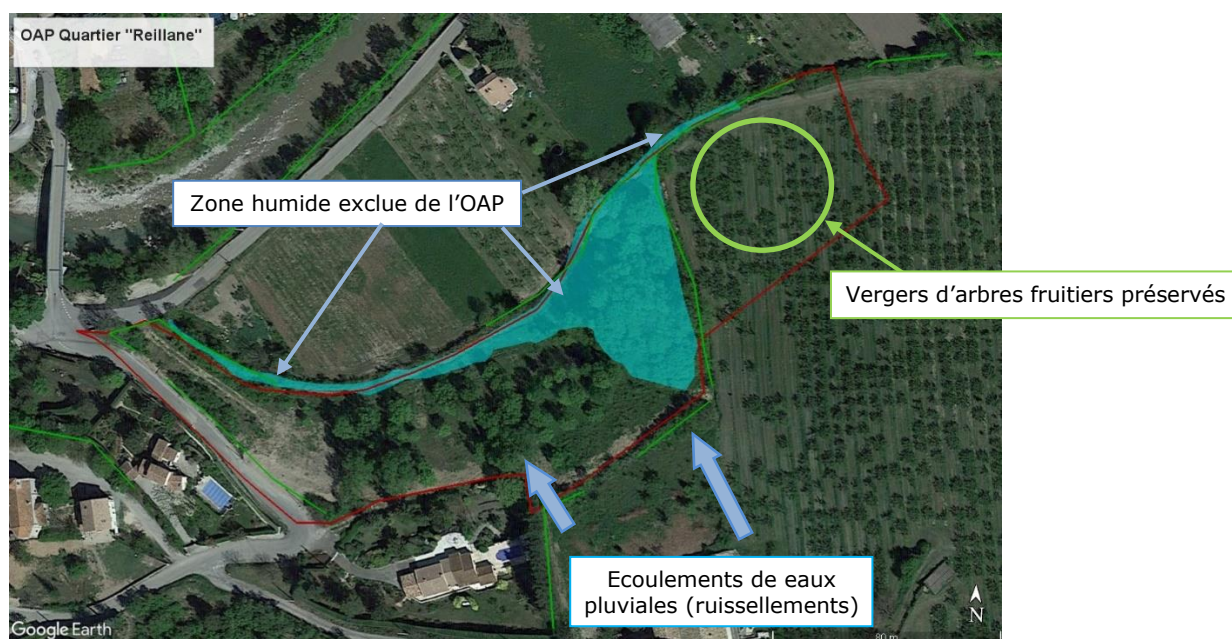 OAP Quartier "Reillane"
Zone humide exclue de l'OAP
Vergers d'arbres fruitiers préservés
Ecoulements de eaux
pluviales (ruissellements)
N
Google Earth
80 m